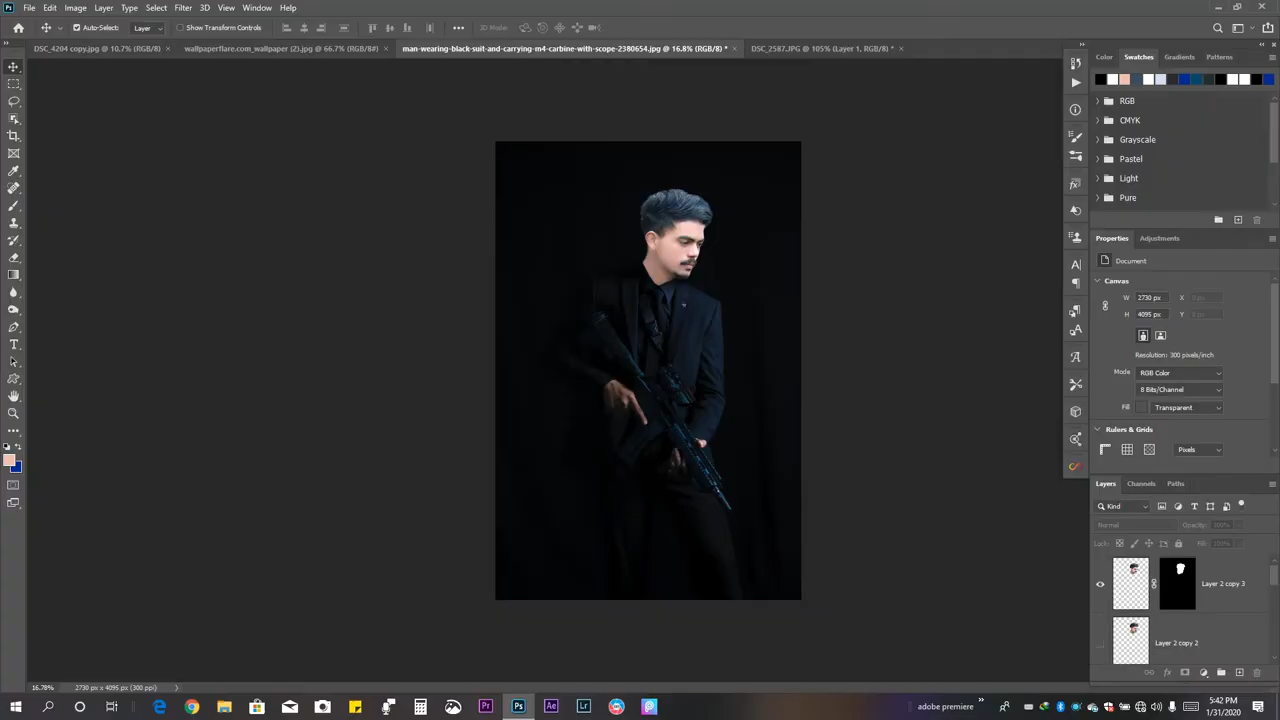 File Edit Image Layer Type Select Filter 3D View Window Help
Auto-Select: Layer Show Transform Controls 3D Mode:
DSC_4204 copy.jpg @ 10.7% (RGB/8) wallpaperflare.com_wallpaper (2).jpg @ 66.7% (RGB/8#) man-wearing-black-suit-and-carrying-m4-carbine-with-scope-2380654.jpg @ 16.8% (RGB/8) * DSC_2587.JPG @ 105% (Layer 1, RGB/8) *
Color Swatches Gradients Patterns
RGB
CMYK
Grayscale
Pastel
Light
Pure
Properties Adjustments
Document
Canvas
W 2730 px X 0 px
H 4095 px Y 0 px
Resolution: 300 pixels/inch
Mode RGB Color
8 Bits/Channel
Fill Transparent
Rulers & Grids
Pixels
Layers Channels Paths
Kind
Normal Opacity: 100%
Lock: Fill: 100%
Layer 2 copy 3
Layer 2 copy 2
16.78% 2730 px x 4095 px (300 ppi)
adobe premiere
5:42 PM
1/31/2020